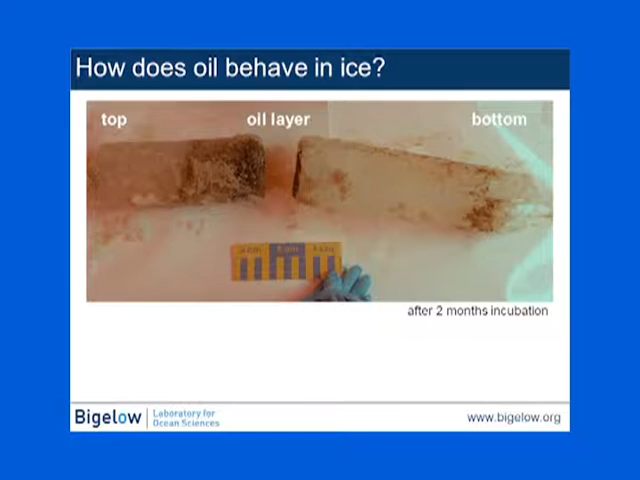 How does oil behave in ice?
top oil layer bottom
after 2 months incubation
Bigelow
Laboratory for
Ocean Sciences
www.bigelow.org